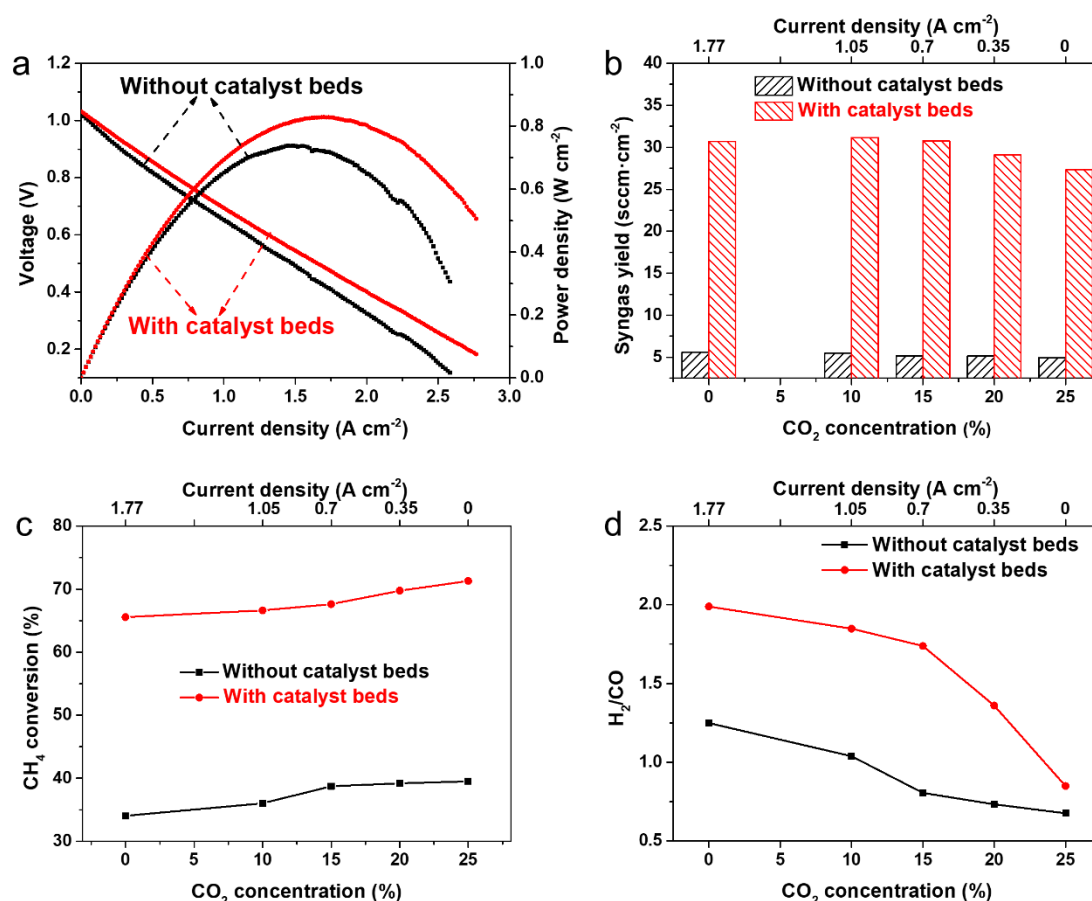 a
1.2
1.0
0.8
0.6
0.4
0.2
Voltage (V)
Without catalyst beds
With catalyst beds
1.0
0.8
0.6
0.4
0.2
0.0
Power density (W cm⁻²)
0.0 0.5 1.0 1.5 2.0 2.5 3.0
Current density (A cm⁻²)
b
Current density (A cm⁻²)
1.77 1.05 0.7 0.35 0
40
35
30
25
20
15
10
5
Syngas yield (sccm·cm⁻²)
Without catalyst beds
With catalyst beds
0 5 10 15 20 25
CO₂ concentration (%)
c
Current density (A cm⁻²)
1.77 1.05 0.7 0.35 0
80
70
60
50
40
30
CH₄ conversion (%)
Without catalyst beds
With catalyst beds
0 5 10 15 20 25
CO₂ concentration (%)
d
Current density (A cm⁻²)
1.77 1.05 0.7 0.35 0
2.5
2.0
1.5
1.0
0.5
H₂/CO
Without catalyst beds
With catalyst beds
0 5 10 15 20 25
CO₂ concentration (%)